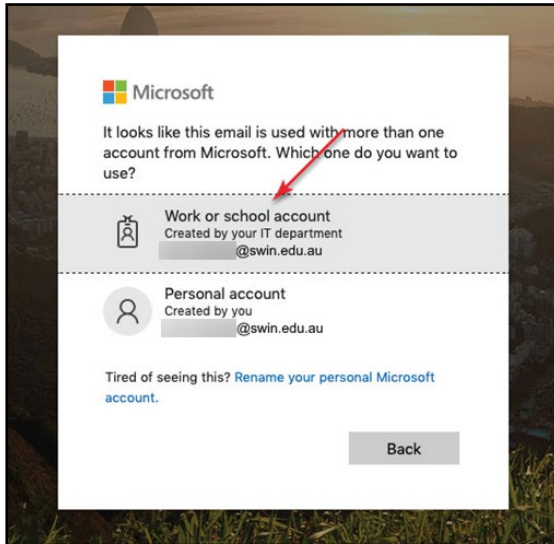 Microsoft
It looks like this email is used with more than one
account from Microsoft. Which one do you want to
use?
Work or school account
Created by your IT department
@swin.edu.au
Personal account
Created by you
@swin.edu.au
Tired of seeing this? Rename your personal Microsoft
account.
Back